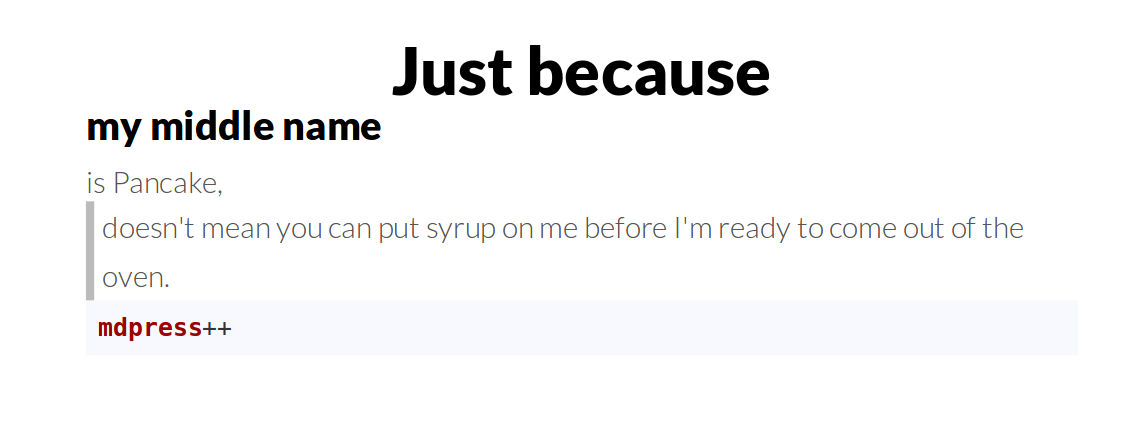 Just because
my middle name
is Pancake,
doesn't mean you can put syrup on me before I'm ready to come out of the
oven.
mdpress++